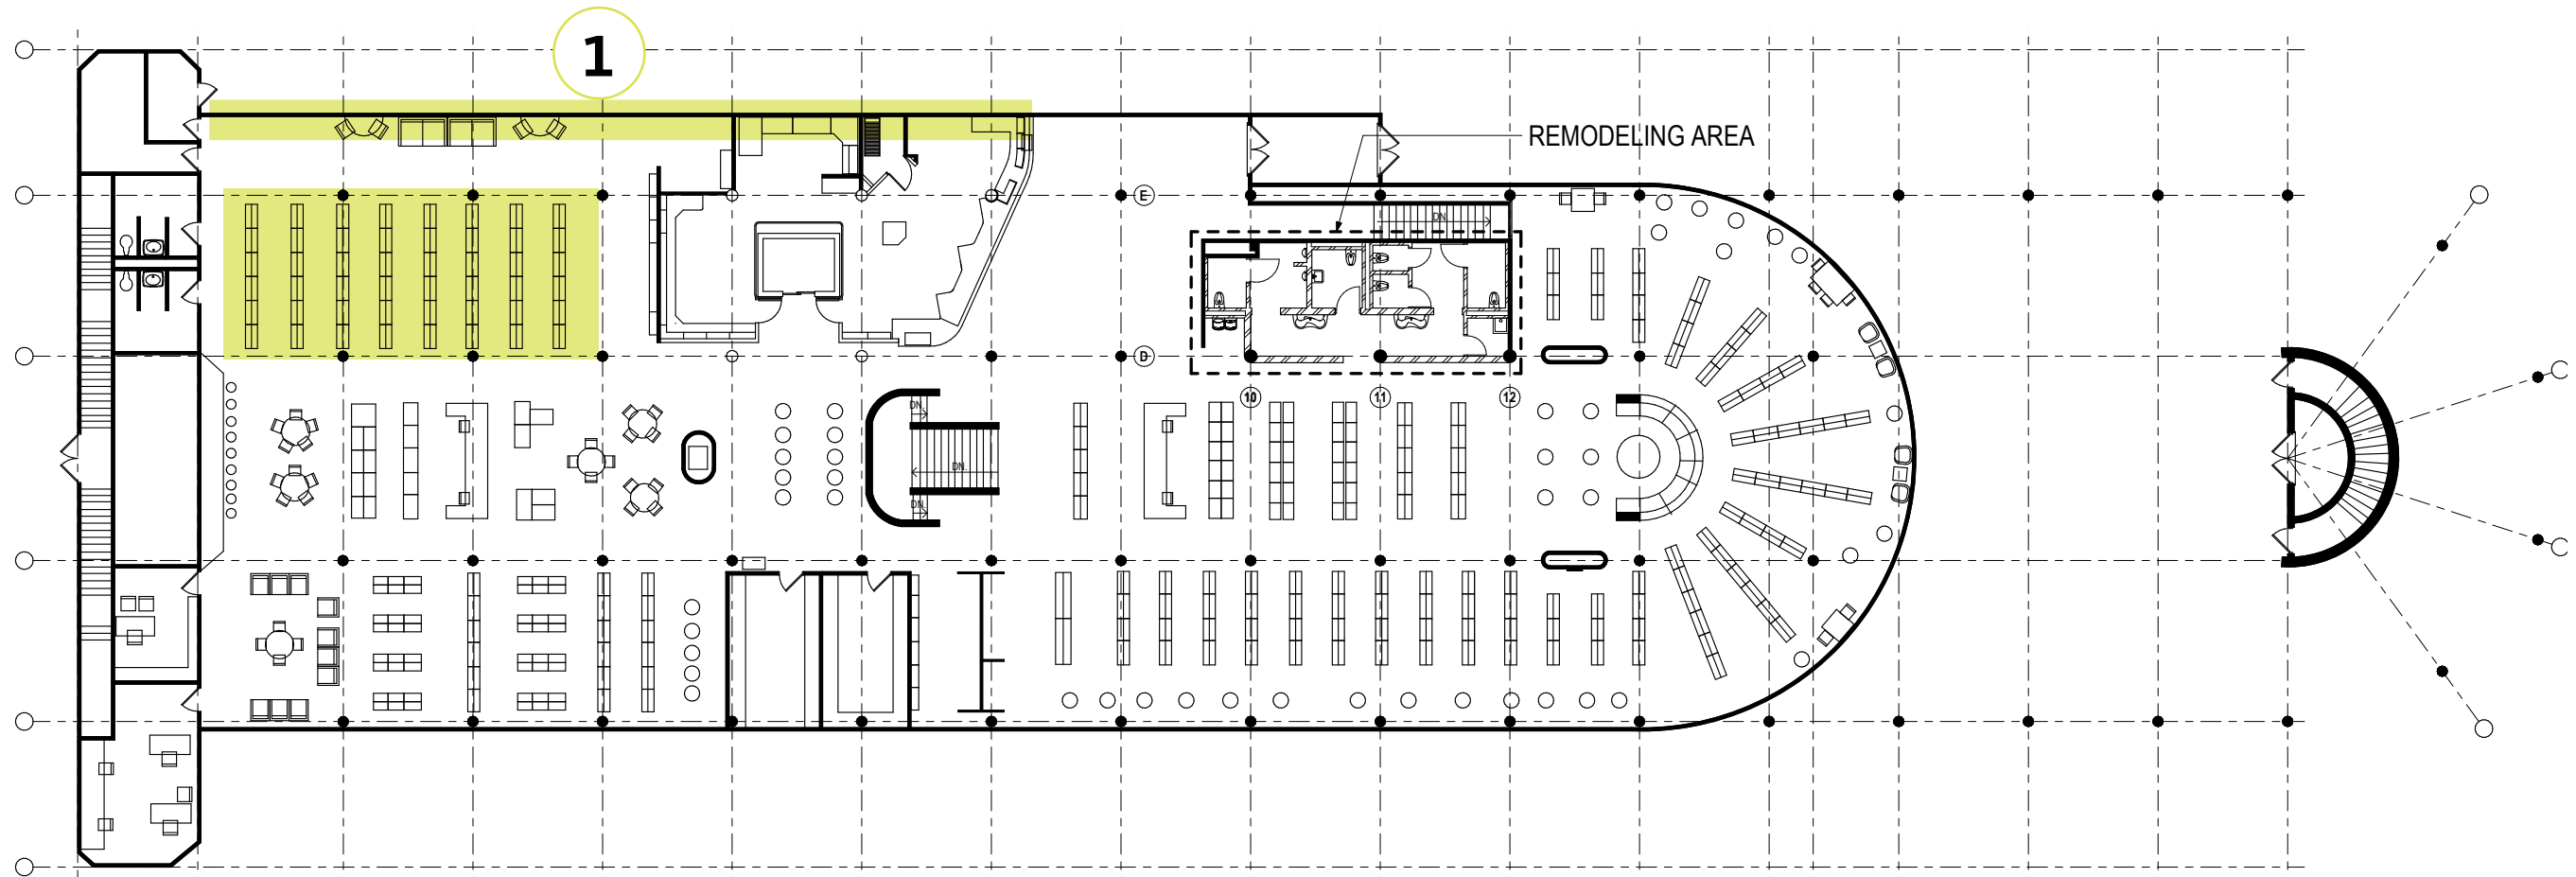 1
REMODELING AREA
E
DN
D
10
11
12
DN
DN.
DN